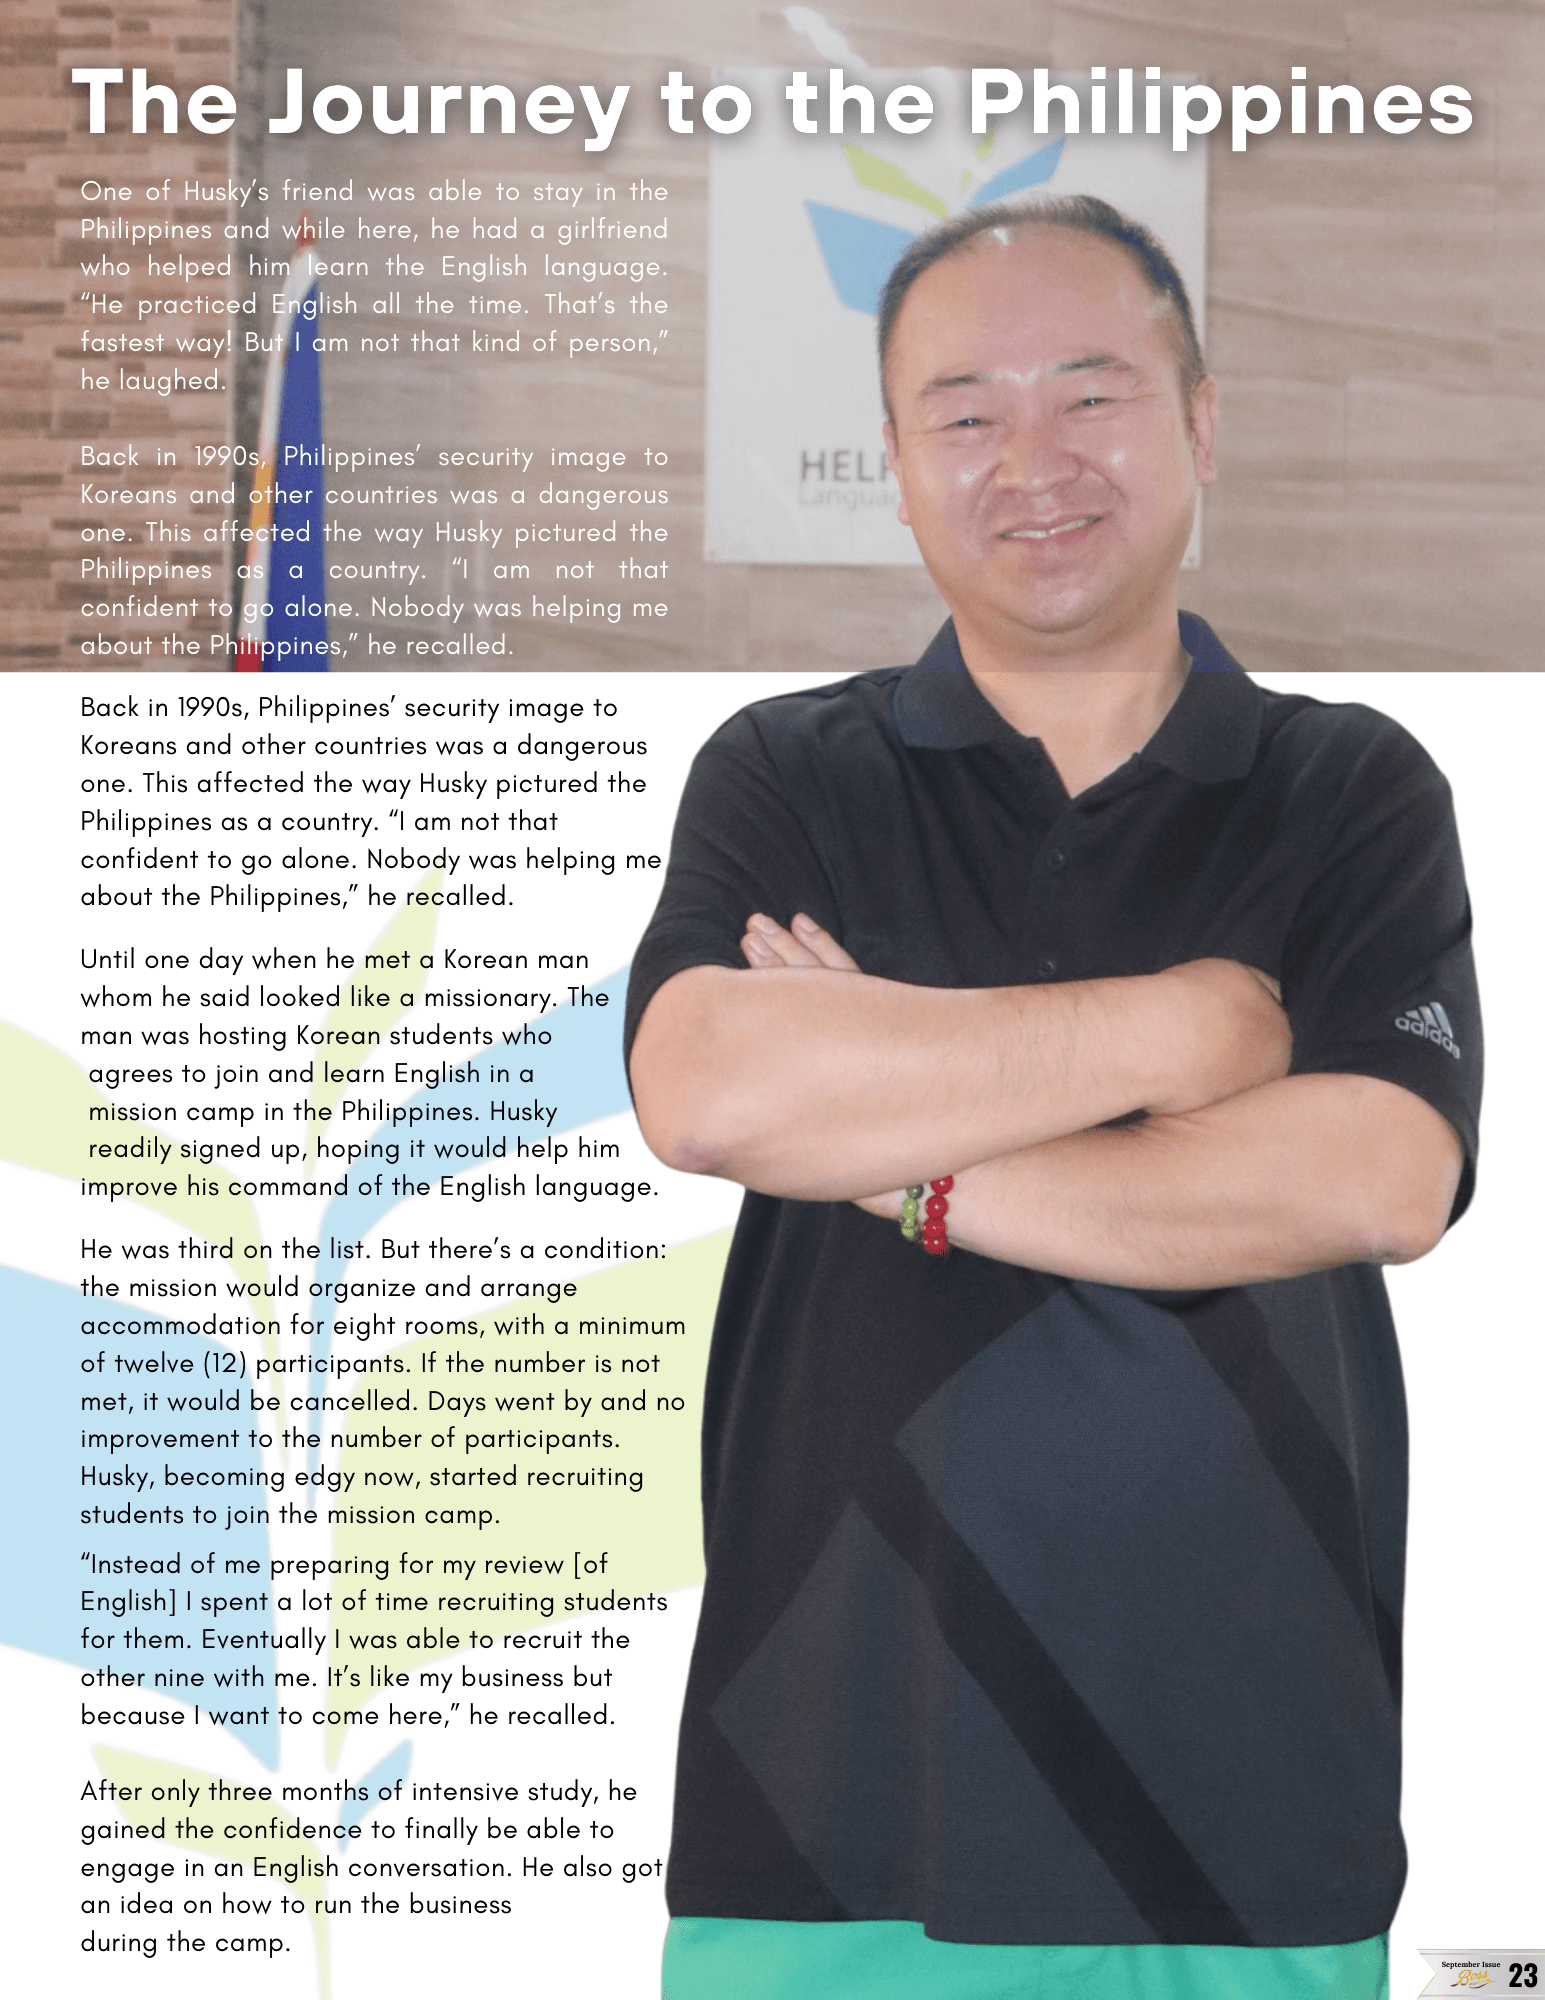 The Journey to the Philippines
One of Husky’s friend was able to stay in the
Philippines and while here, he had a girlfriend
who helped him learn the English language.
“He practiced English all the time. That’s the
fastest way! But I am not that kind of person,”
he laughed.
Back in 1990s, Philippines’ security image to
Koreans and other countries was a dangerous
one. This affected the way Husky pictured the
Philippines as a country. “I am not that
confident to go alone. Nobody was helping me
about the Philippines,” he recalled.
HELP
Langua
Back in 1990s, Philippines’ security image to
Koreans and other countries was a dangerous
one. This affected the way Husky pictured the
Philippines as a country. “I am not that
confident to go alone. Nobody was helping me
about the Philippines,” he recalled.
Until one day when he met a Korean man
whom he said looked like a missionary. The
man was hosting Korean students who
agrees to join and learn English in a
mission camp in the Philippines. Husky
readily signed up, hoping it would help him
improve his command of the English language.
adidas
He was third on the list. But there’s a condition:
the mission would organize and arrange
accommodation for eight rooms, with a minimum
of twelve (12) participants. If the number is not
met, it would be cancelled. Days went by and no
improvement to the number of participants.
Husky, becoming edgy now, started recruiting
students to join the mission camp.
“Instead of me preparing for my review [of
English] I spent a lot of time recruiting students
for them. Eventually I was able to recruit the
other nine with me. It’s like my business but
because I want to come here,” he recalled.
After only three months of intensive study, he
gained the confidence to finally be able to
engage in an English conversation. He also got
an idea on how to run the business
during the camp.
September Issue
Boss
23